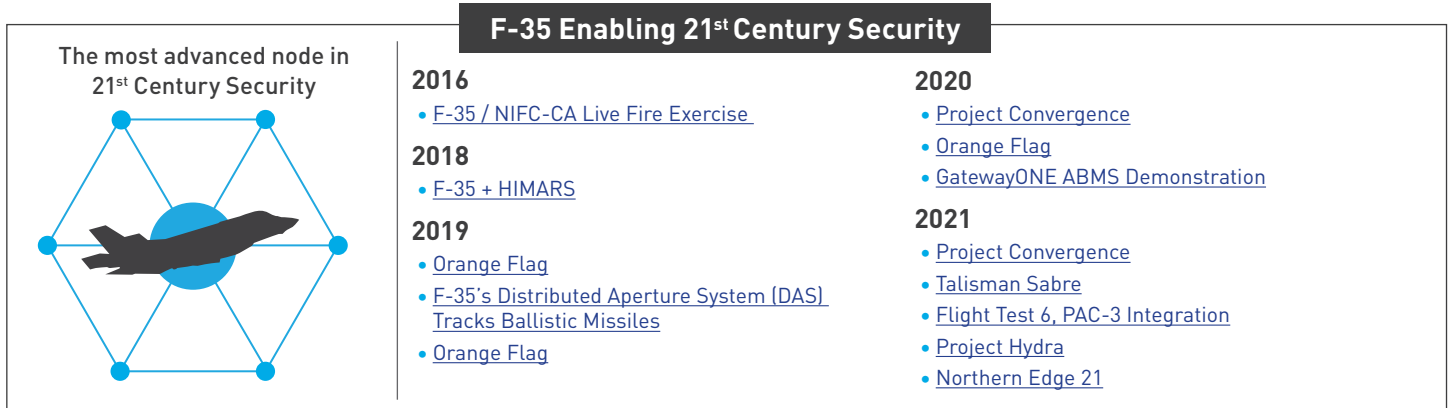 F-35 Enabling 21st Century Security
The most advanced node in
21st Century Security
2016
• F-35 / NIFC-CA Live Fire Exercise
2018
• F-35 + HIMARS
2019
• Orange Flag
• F-35’s Distributed Aperture System (DAS)
Tracks Ballistic Missiles
• Orange Flag
2020
• Project Convergence
• Orange Flag
• GatewayONE ABMS Demonstration
2021
• Project Convergence
• Talisman Sabre
• Flight Test 6, PAC-3 Integration
• Project Hydra
• Northern Edge 21